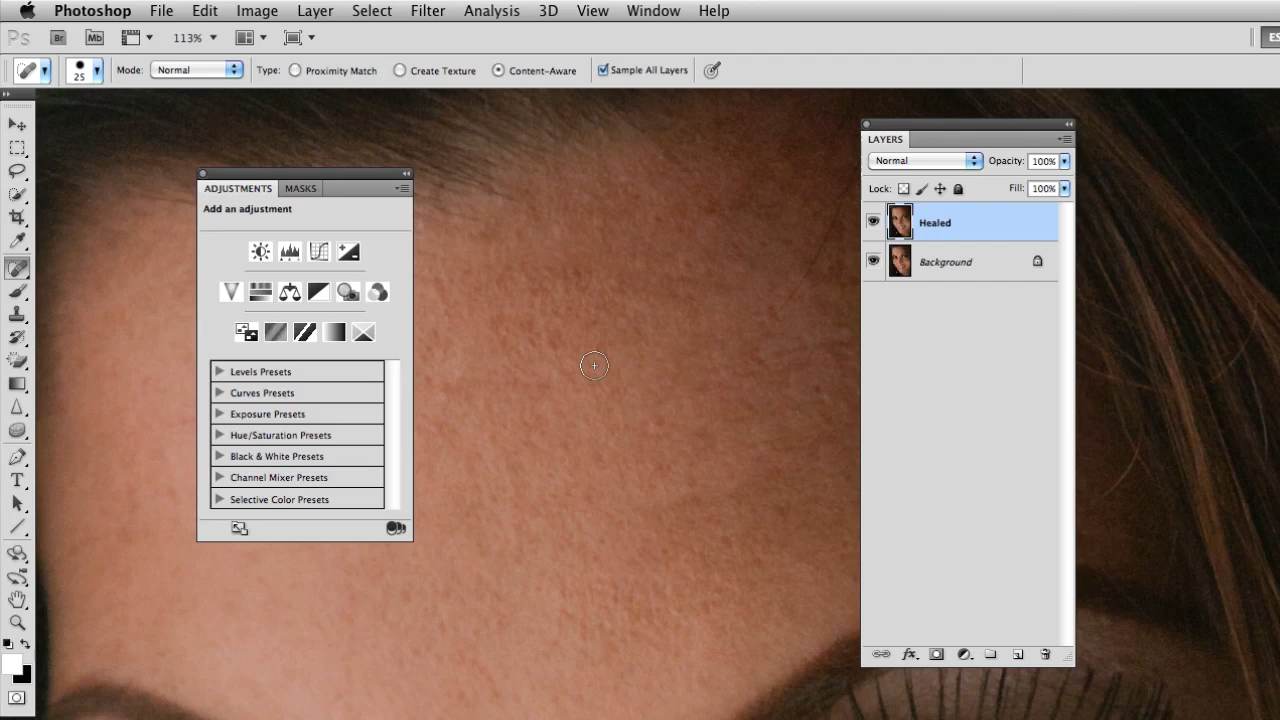 Photoshop File Edit Image Layer Select Filter Analysis 3D View Window Help
Ps Br Mb 113% ES
25 Mode: Normal Type: Proximity Match Create Texture Content-Aware Sample All Layers
LAYERS
Normal Opacity: 100%
Lock: Fill: 100%
Healed
Background
fx
ADJUSTMENTS MASKS
Add an adjustment
Levels Presets
Curves Presets
Exposure Presets
Hue/Saturation Presets
Black & White Presets
Channel Mixer Presets
Selective Color Presets
T